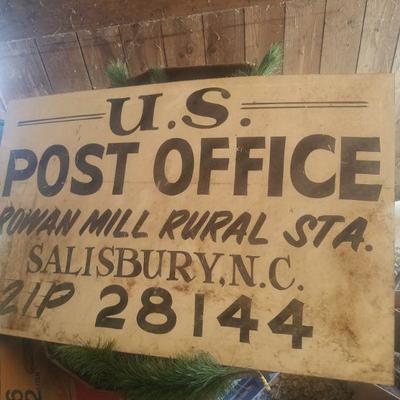 U.S.
POST OFFICE
ROWAN MILL RURAL STA.
SALISBURY, N.C.
ZIP 28144